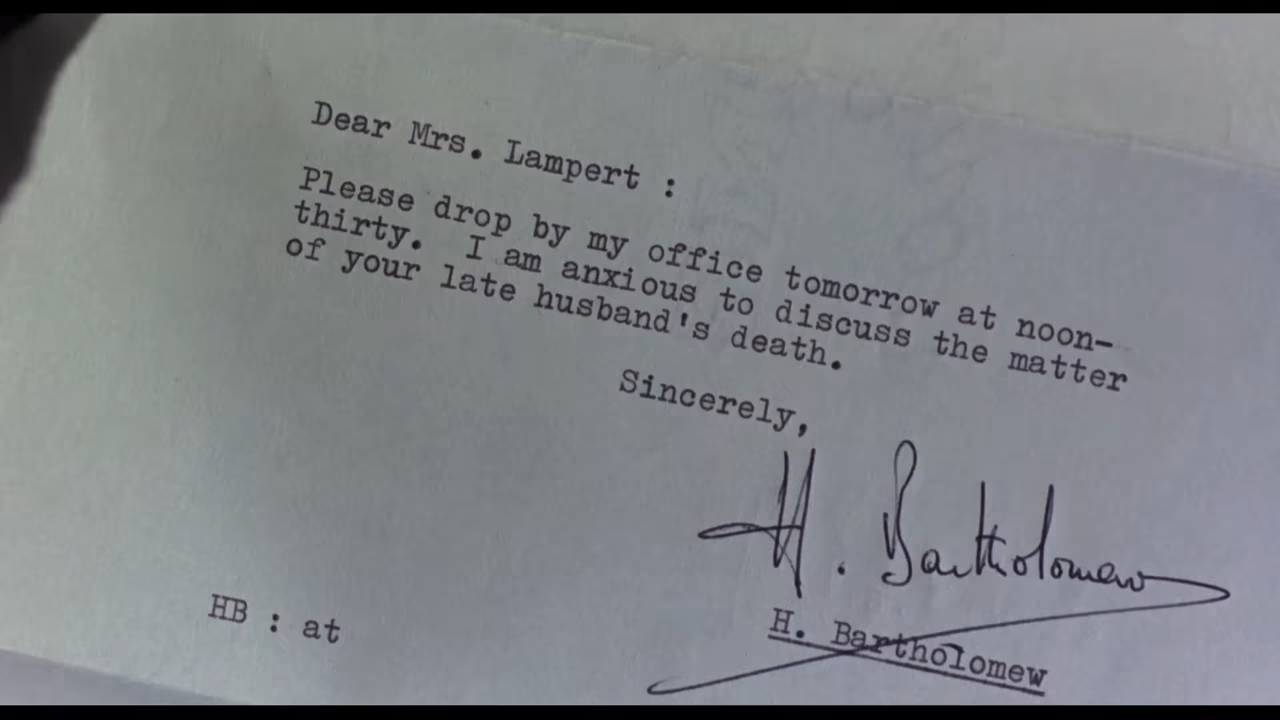 Dear Mrs. Lampert :
Please drop by my office tomorrow at noon-
thirty.  I am anxious to discuss the matter
of your late husband's death.
Sincerely,
H. Bartholomew
H. Bartholomew
HB : at